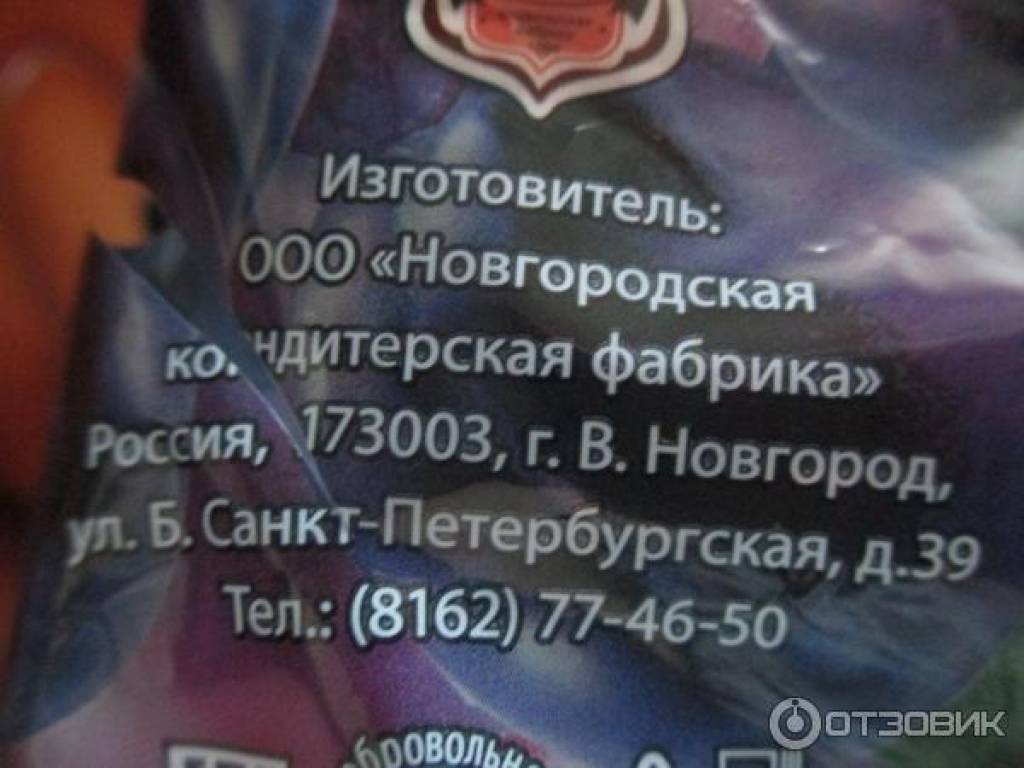 Изготовитель:
ООО «Новгородская
кондитерская фабрика»
Россия, 173003, г. В. Новгород,
ул. Б. Санкт-Петербургская, д.39
Тел.: (8162) 77-46-50
ОТЗОВИК